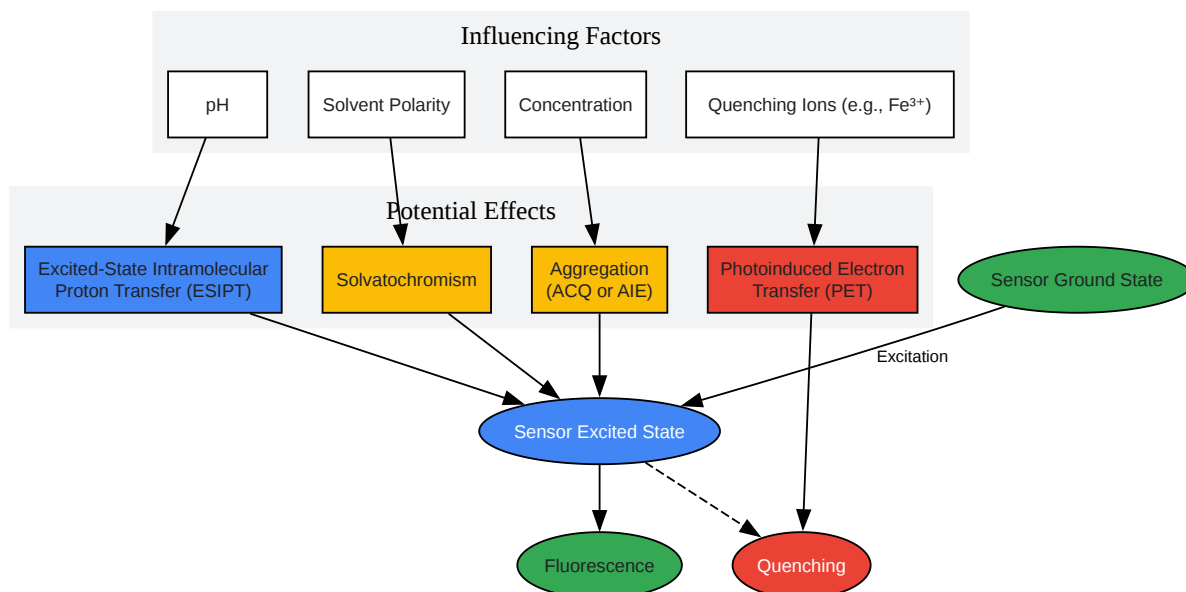 Influencing Factors
pH
Solvent Polarity
Concentration
Quenching Ions (e.g., Fe³⁺)
Potential Effects
Excited-State Intramolecular
Proton Transfer (ESIPT)
Solvatochromism
Aggregation
(ACQ or AIE)
Photoinduced Electron
Transfer (PET)
Sensor Ground State
Excitation
Sensor Excited State
Fluorescence
Quenching